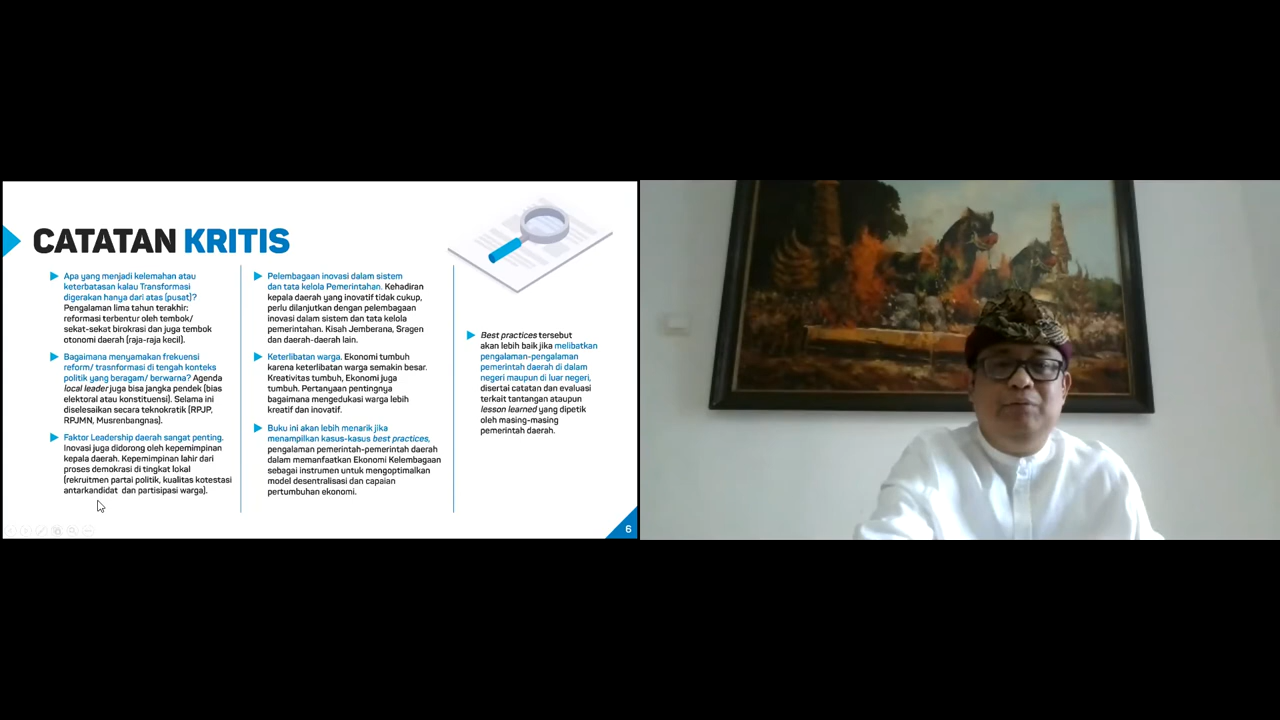 CATATAN KRITIS
Apa yang menjadi kelemahan atau
keterbatasan kalau Transformasi
digerakan hanya dari atas (pusat)?
Pengalaman lima tahun terakhir:
reformasi terbentur oleh tembok/
sekat-sekat birokrasi dan juga tembok
otonomi daerah (raja-raja kecil).
Bagaimana menyamakan frekuensi
reform/ trasnformasi di tengah konteks
politik yang beragam/ berwarna? Agenda
local leader juga bisa jangka pendek (bias
elektoral atau konstituensi). Selama ini
diselesaikan secara teknokratik (RPJP,
RPJMN, Musrenbangnas).
Faktor Leadership daerah sangat penting.
Inovasi juga didorong oleh kepemimpinan
kepala daerah. Kepemimpinan lahir dari
proses demokrasi di tingkat lokal
(rekruitmen partai politik, kualitas kotestasi
antarkandidat dan partisipasi warga).
Pelembagaan inovasi dalam sistem
dan tata kelola Pemerintahan. Kehadiran
kepala daerah yang inovatif tidak cukup,
perlu dilanjutkan dengan pelembagaan
inovasi dalam sistem dan tata kelola
pemerintahan. Kisah Jemberana, Sragen
dan daerah-daerah lain.
Keterlibatan warga. Ekonomi tumbuh
karena keterlibatan warga semakin besar.
Kreativitas tumbuh, Ekonomi juga
tumbuh. Pertanyaan pentingnya
bagaimana mengedukasi warga lebih
kreatif dan inovatif.
Buku ini akan lebih menarik jika
menampilkan kasus-kasus best practices,
pengalaman pemerintah-pemerintah daerah
dalam memanfaatkan Ekonomi Kelembagaan
sebagai instrumen untuk mengoptimalkan
model desentralisasi dan capaian
pertumbuhan ekonomi.
Best practices tersebut
akan lebih baik jika melibatkan
pengalaman-pengalaman
pemerintah daerah di dalam
negeri maupun di luar negeri,
disertai catatan dan evaluasi
terkait tantangan ataupun
lesson learned yang dipetik
oleh masing-masing
pemerintah daerah.
6